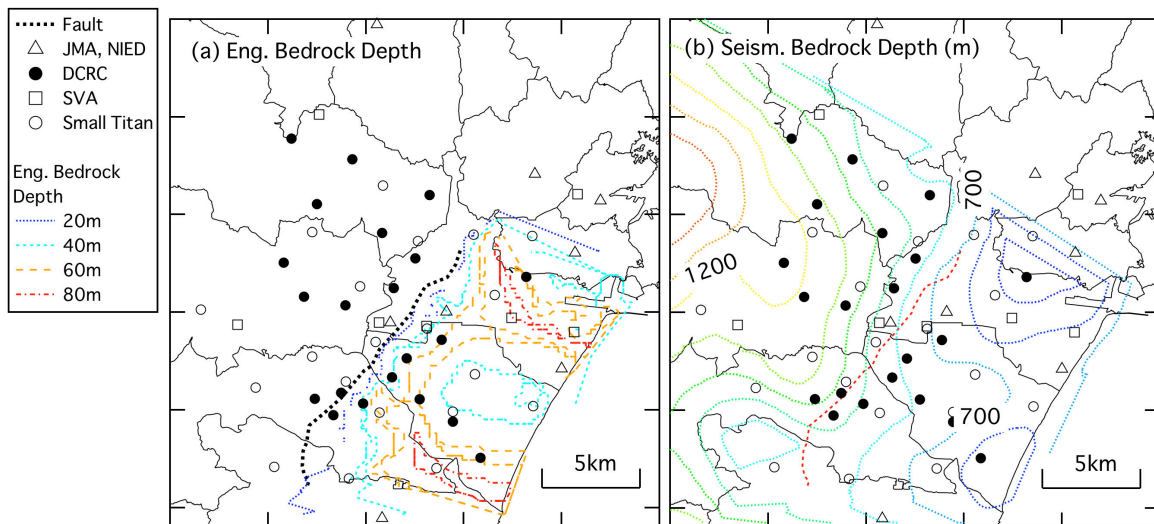 Fault
JMA, NIED
DCRC
SVA
Small Titan
Eng. Bedrock
Depth
20m
40m
60m
80m
(a) Eng. Bedrock Depth
5km
(b) Seism. Bedrock Depth (m)
700
1200
700
5km